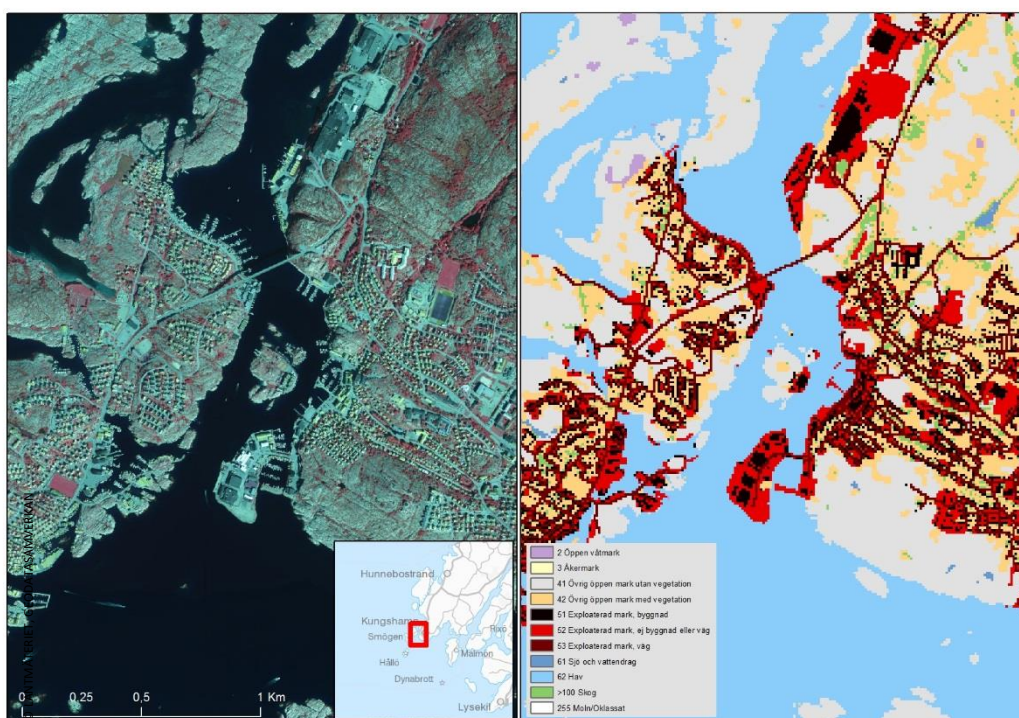 Hunnebostrand
Kungshamn
Smögen
Rixö
Hållö
Malmön
Dynabrott
Lysekil
0 0,25 0,5 1 Km
2 Öppen våtmark
3 Åkermark
41 Övrig öppen mark utan vegetation
42 Övrig öppen mark med vegetation
51 Exploaterad mark, byggnad
52 Exploaterad mark, ej byggnad eller väg
53 Exploaterad mark, väg
61 Sjö och vattendrag
62 Hav
>100 Skog
255 Moln/Oklassat